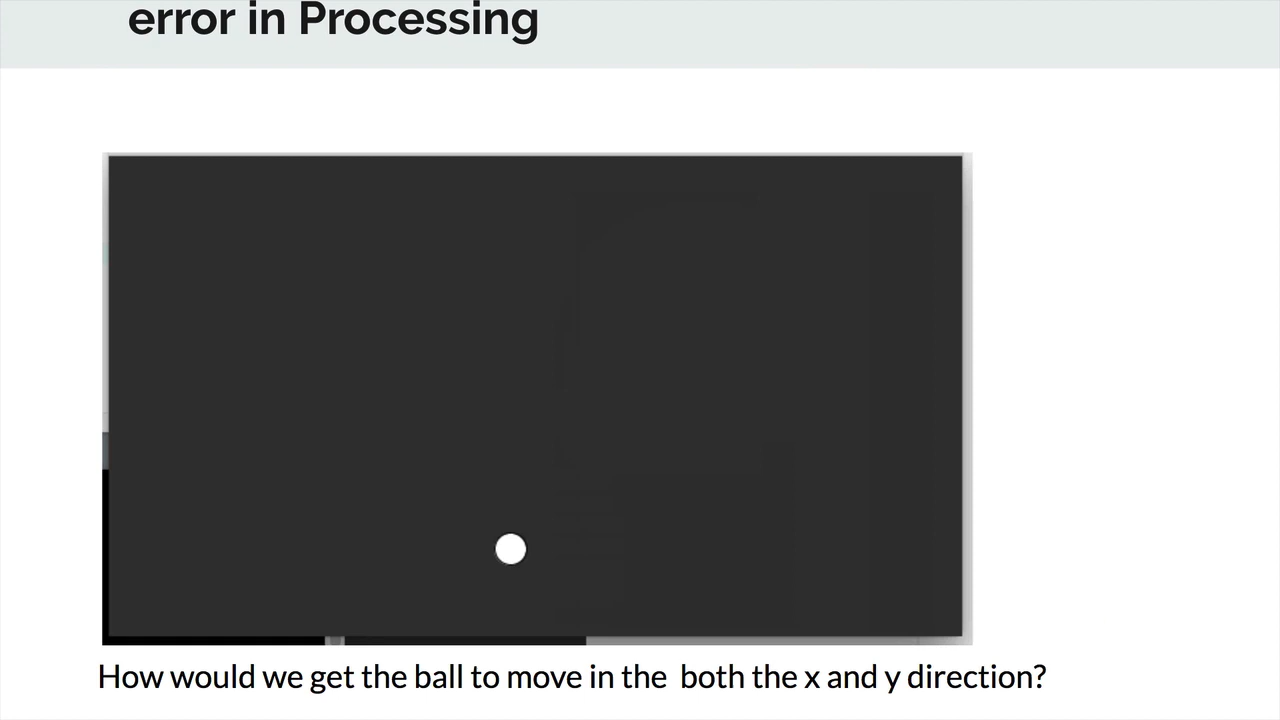 error in Processing
How would we get the ball to move in the both the x and y direction?